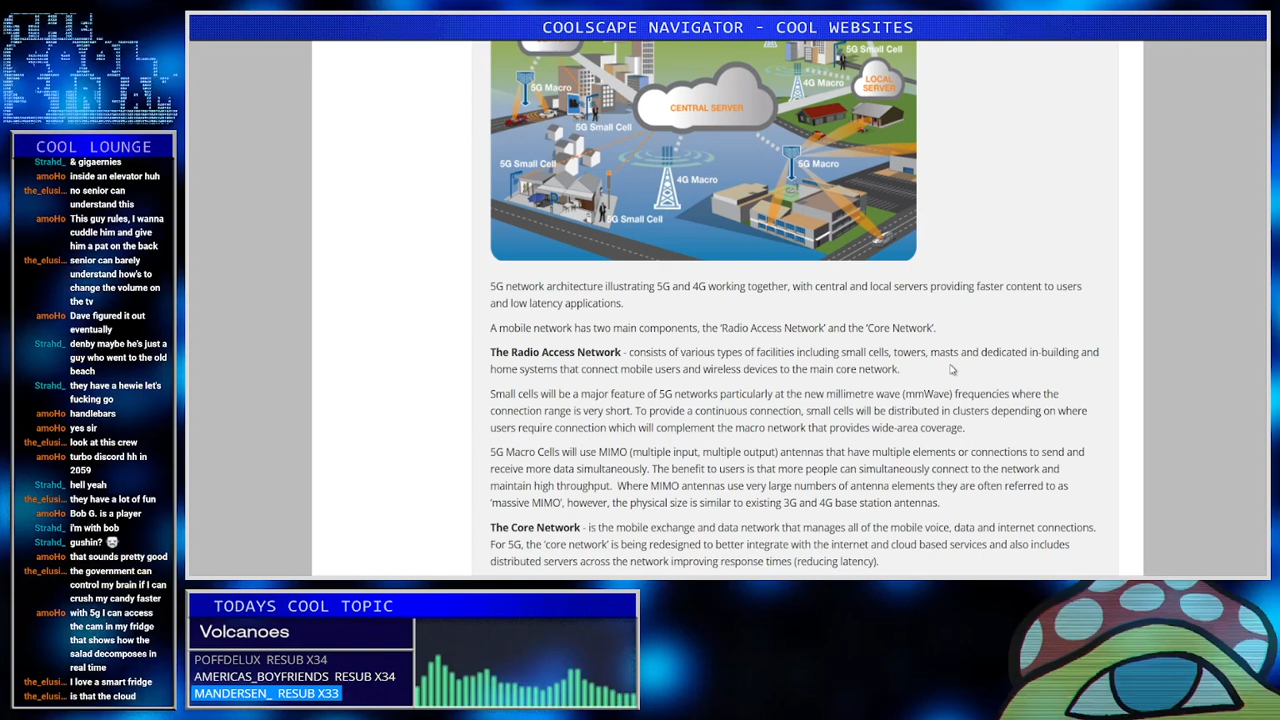 COOLSCAPE NAVIGATOR - COOL WEBSITES
COOL LOUNGE
Strahd_ & gigaernies
amoHo inside an elevator huh
the_elusi... no senior can
understand this
amoHo This guy rules, I wanna
cuddle him and give
him a pat on the back
the_elusi... senior can barely
understand how's to
change the volume on
the tv
amoHo Dave figured it out
eventually
Strahd_ denby maybe he's just a
guy who went to the old
beach
Strahd_ they have a hewie let's
fucking go
amoHo handlebars
amoHo yes sir
the_elusi... look at this crew
amoHo turbo discord hh in
2059
Strahd_ hell yeah
the_elusi... they have a lot of fun
amoHo Bob G. is a player
Strahd_ i'm with bob
Strahd_ gushin?
amoHo that sounds pretty good
the_elusi... the government can
control my brain if I can
crush my candy faster
amoHo with 5g I can access
the cam in my fridge
that shows how the
salad decomposes in
real time
the_elusi... I love a smart fridge
the_elusi... is that the cloud
5G Small Cell
5G Macro
4G Macro
LOCAL
SERVER
CENTRAL SERVER
5G Small Cell
5G Small Cell
5G Macro
4G Macro
5G Small Cell
5G network architecture illustrating 5G and 4G working together, with central and local servers providing faster content to users
and low latency applications.
A mobile network has two main components, the 'Radio Access Network' and the 'Core Network'.
The Radio Access Network - consists of various types of facilities including small cells, towers, masts and dedicated in-building and
home systems that connect mobile users and wireless devices to the main core network.
Small cells will be a major feature of 5G networks particularly at the new millimetre wave (mmWave) frequencies where the
connection range is very short. To provide a continuous connection, small cells will be distributed in clusters depending on where
users require connection which will complement the macro network that provides wide-area coverage.
5G Macro Cells will use MIMO (multiple input, multiple output) antennas that have multiple elements or connections to send and
receive more data simultaneously. The benefit to users is that more people can simultaneously connect to the network and
maintain high throughput. Where MIMO antennas use very large numbers of antenna elements they are often referred to as
'massive MIMO', however, the physical size is similar to existing 3G and 4G base station antennas.
The Core Network - is the mobile exchange and data network that manages all of the mobile voice, data and internet connections.
For 5G, the 'core network' is being redesigned to better integrate with the internet and cloud based services and also includes
distributed servers across the network improving response times (reducing latency).
TODAYS COOL TOPIC
Volcanoes
POFFDELUX RESUB X34
AMERICAS_BOYFRIENDS RESUB X34
MANDERSEN_ RESUB X33